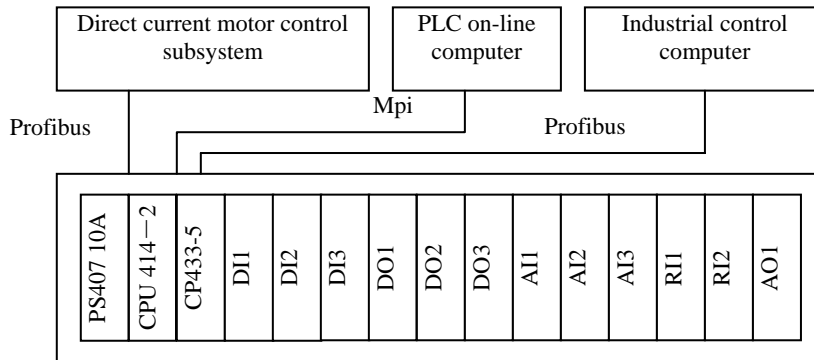 Direct current motor control
subsystem
PLC on-line
computer
Industrial control
computer
Profibus
Mpi
Profibus
PS407 10A
CPU 414－2
CP433-5
DI1
DI2
DI3
DO1
DO2
DO3
AI1
AI2
AI3
RI1
RI2
AO1